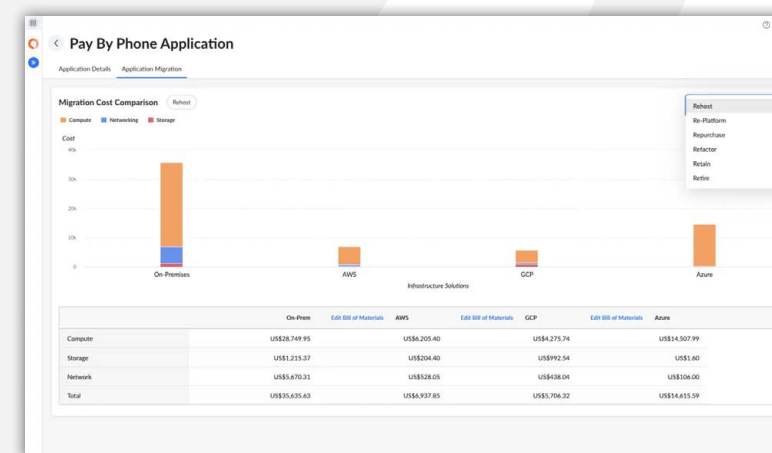 Pay By Phone Application
Application Details Application Migration
Migration Cost Comparison Rehost
Compute Networking Storage
Rehost
Re-Platform
Repurchase
Refactor
Retain
Retire
Cost
40k
30k
20k
10k
0
On-Premises AWS GCP Azure
Infrastructure Solutions
On-Prem Edit Bill of Materials AWS Edit Bill of Materials GCP Edit Bill of Materials Azure
Compute US$28,749.95 US$6,205.40 US$4,275.74 US$14,507.99
Storage US$1,215.37 US$204.40 US$992.54 US$1.60
Network US$5,670.31 US$528.05 US$438.04 US$106.00
Total US$35,635.63 US$6,937.85 US$5,706.32 US$14,615.59